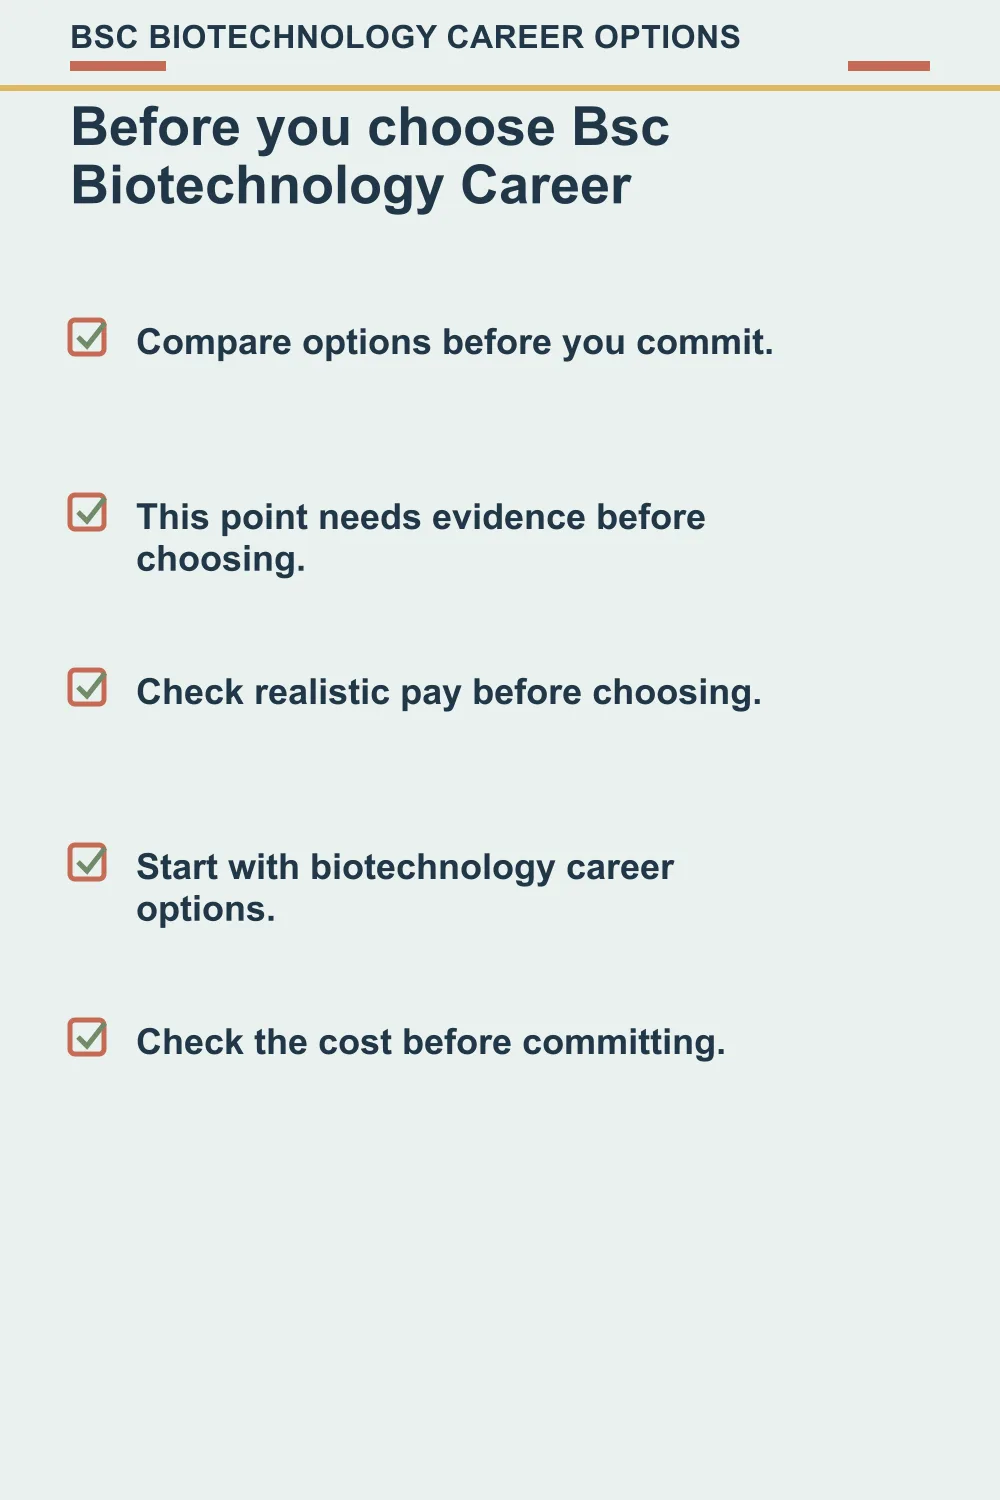 BSC BIOTECHNOLOGY CAREER OPTIONS
Before you choose Bsc
Biotechnology Career
Compare options before you commit.
This point needs evidence before
choosing.
Check realistic pay before choosing.
Start with biotechnology career
options.
Check the cost before committing.